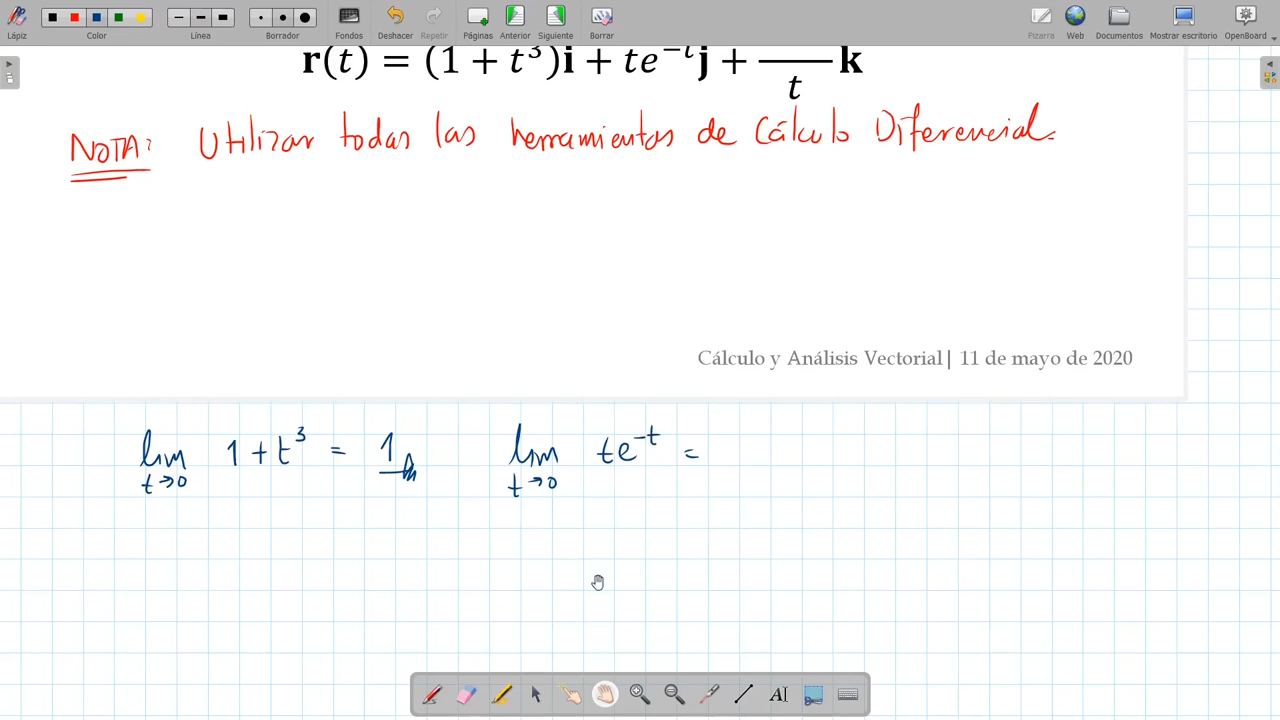 Lápiz Color Línea Borrador Fondos Deshacer Repetir Páginas Anterior Siguiente Borrar Pizarra Web Documentos Mostrar escritorio OpenBoard
r(t) = (1 + t³)i + te⁻ᵗj + —— k
t
NOTA: Utilizar todas las herramientas de Cálculo Diferencial.
Cálculo y Análisis Vectorial| 11 de mayo de 2020
lim 1 + t³ = 1 lim te⁻ᵗ =
t→0 t→0